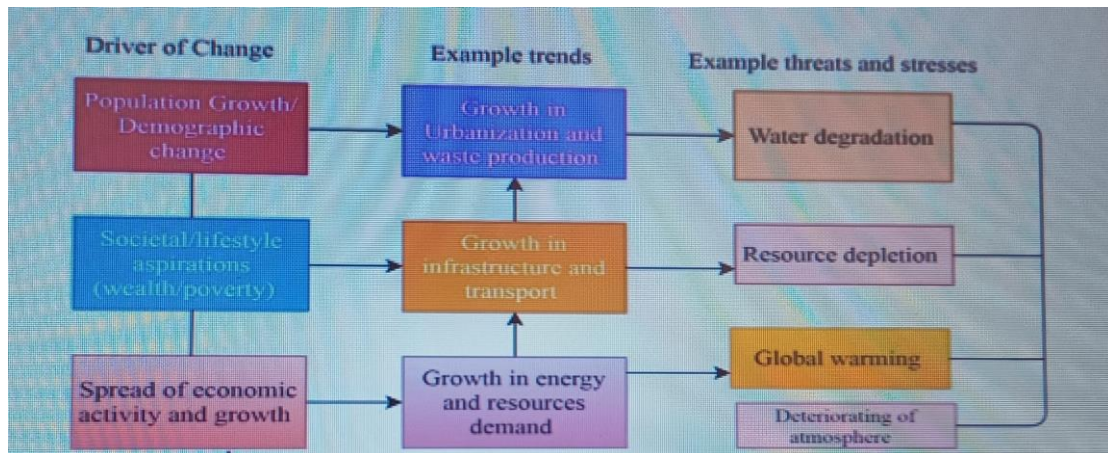 Driver of Change
Example trends
Example threats and stresses
Population Growth/
Demographic
change
Growth in
Urbanization and
waste production
Water degradation
Societal/lifestyle
aspirations
(wealth/poverty)
Growth in
infrastructure and
transport
Resource depletion
Spread of economic
activity and growth
Growth in energy
and resources
demand
Global warming
Deteriorating of
atmosphere